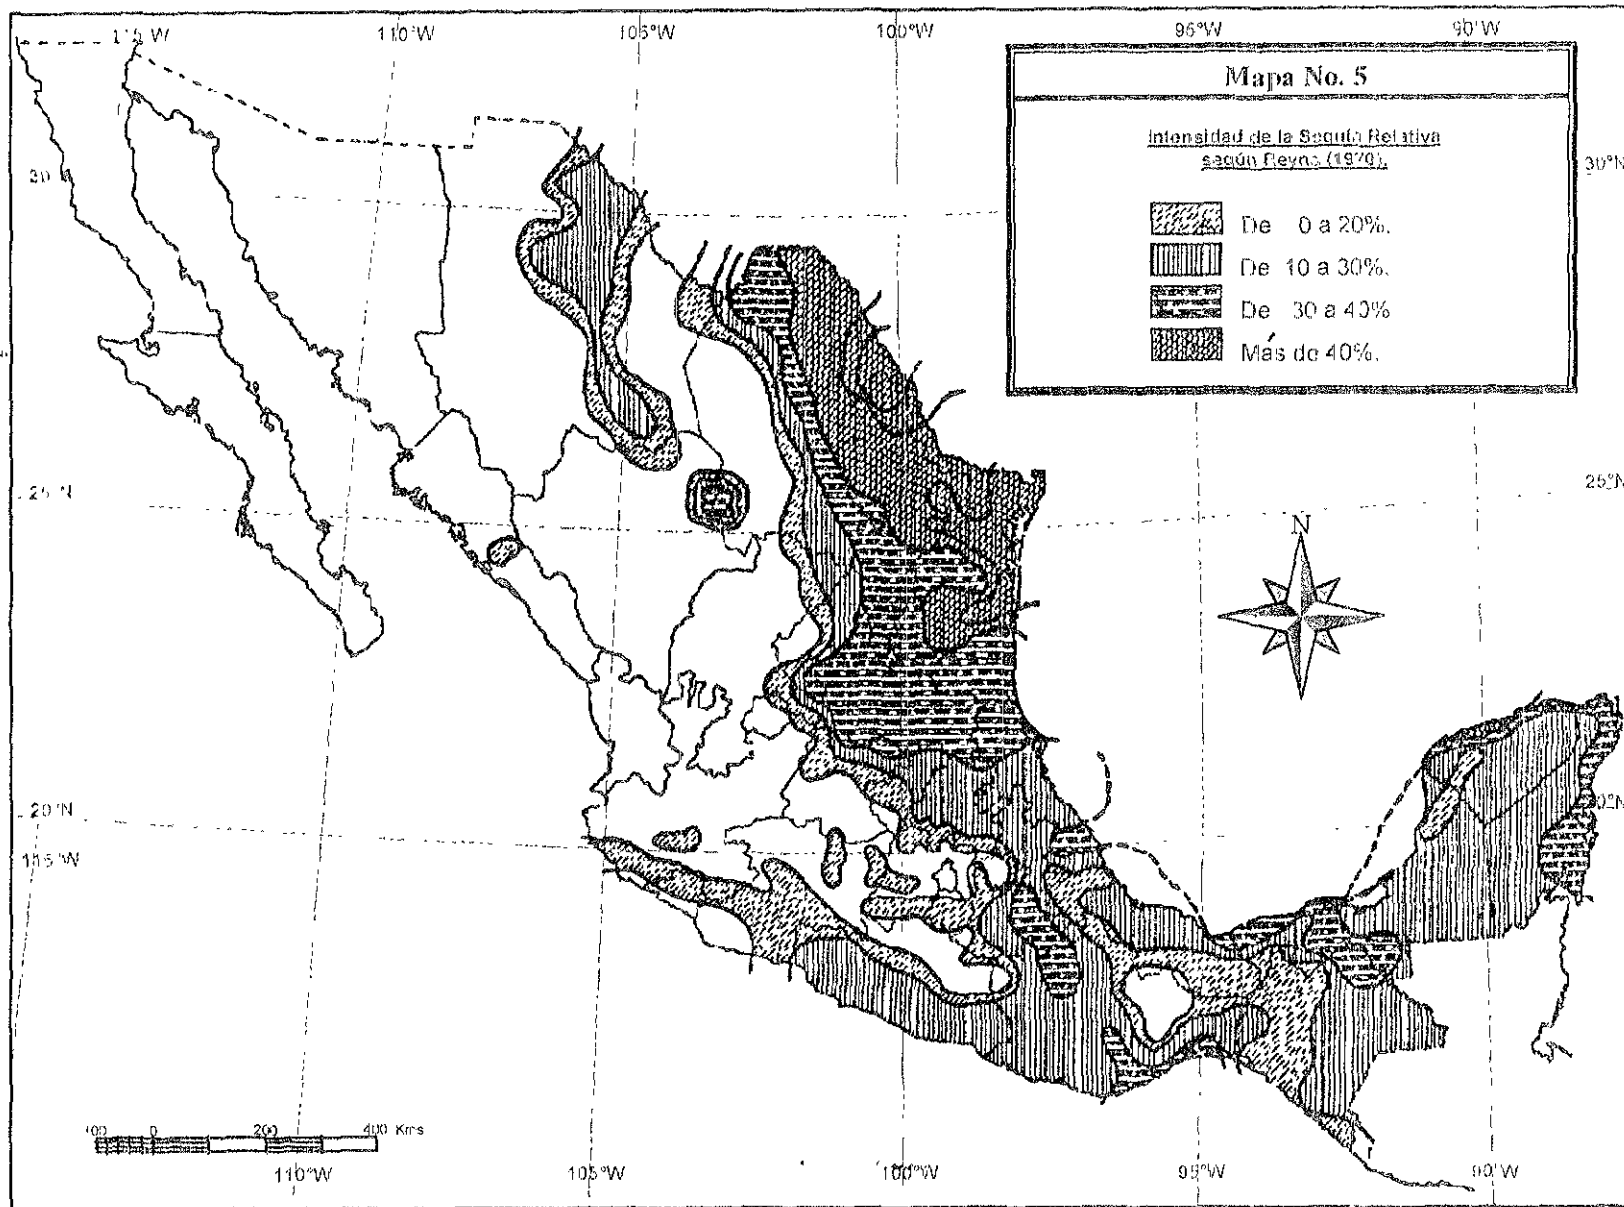 110°W
105°W
100°W
95°W
90°W
Mapa No. 5
Intensidad de la Sequía Relativa
según Reyna (1970).
De 0 a 20%.
De 10 a 30%.
De 30 a 40%
Más de 40%.
30°N
25°N
25°N
N
20°N
115°W
200
400 Kms
110°W
105°W
100°W
95°W
90°W